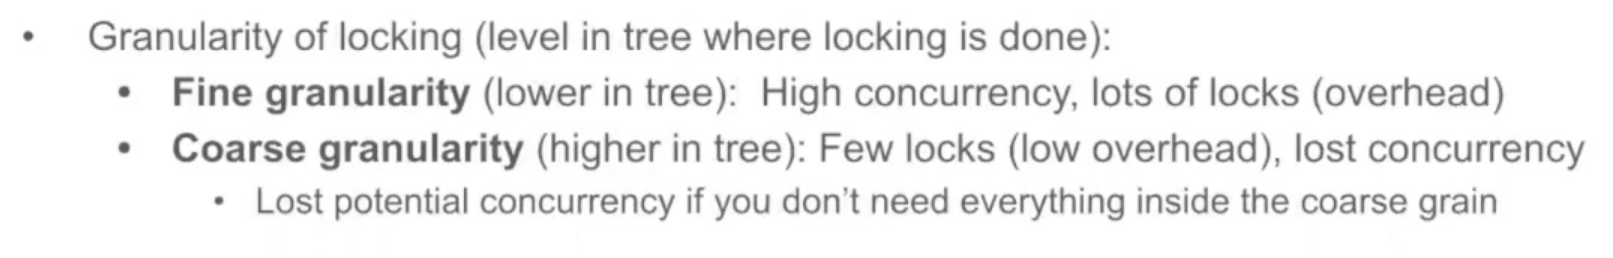 • Granularity of locking (level in tree where locking is done):
• Fine granularity (lower in tree): High concurrency, lots of locks (overhead)
• Coarse granularity (higher in tree): Few locks (low overhead), lost concurrency
• Lost potential concurrency if you don't need everything inside the coarse grain